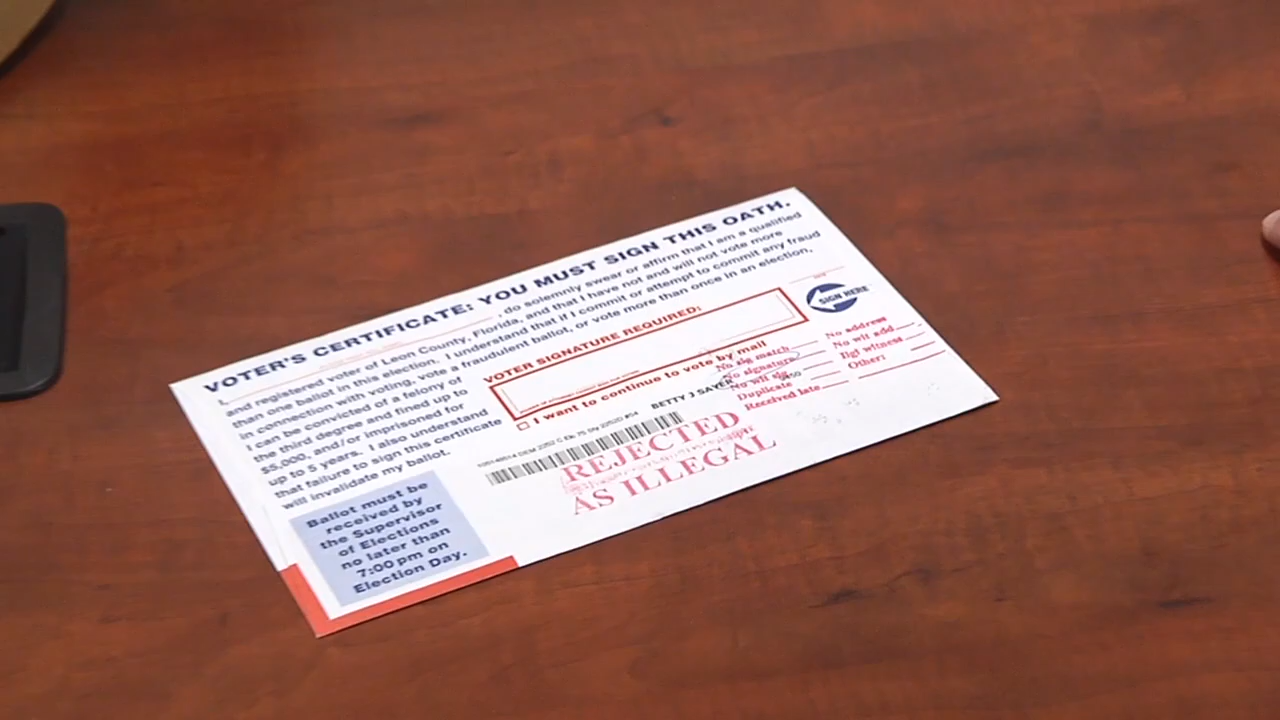 VOTER'S CERTIFICATE: YOU MUST SIGN THIS OATH.
I, , do solemnly swear or affirm that I am a qualified
and registered voter of Leon County, Florida, and that I have not and will not vote more
than one ballot in this election. I understand that if I commit or attempt to commit any fraud
in connection with voting, vote a fraudulent ballot, or vote more than once in an election,
I can be convicted of a felony of
the third degree and fined up to
$5,000, and/or imprisoned for
up to 5 years. I also understand
that failure to sign this certificate
will invalidate my ballot.
VOTER SIGNATURE REQUIRED:
SIGN HERE
☐ I want to continue to vote by mail
No sig match
No signature
No wit sig
Duplicate
Received late
No address
No wit add
Ilgl witness
Other:
BETTY J SAYER
REJECTED
AS ILLEGAL
Ballot must be
received by
the Supervisor
of Elections
no later than
7:00pm on
Election Day.